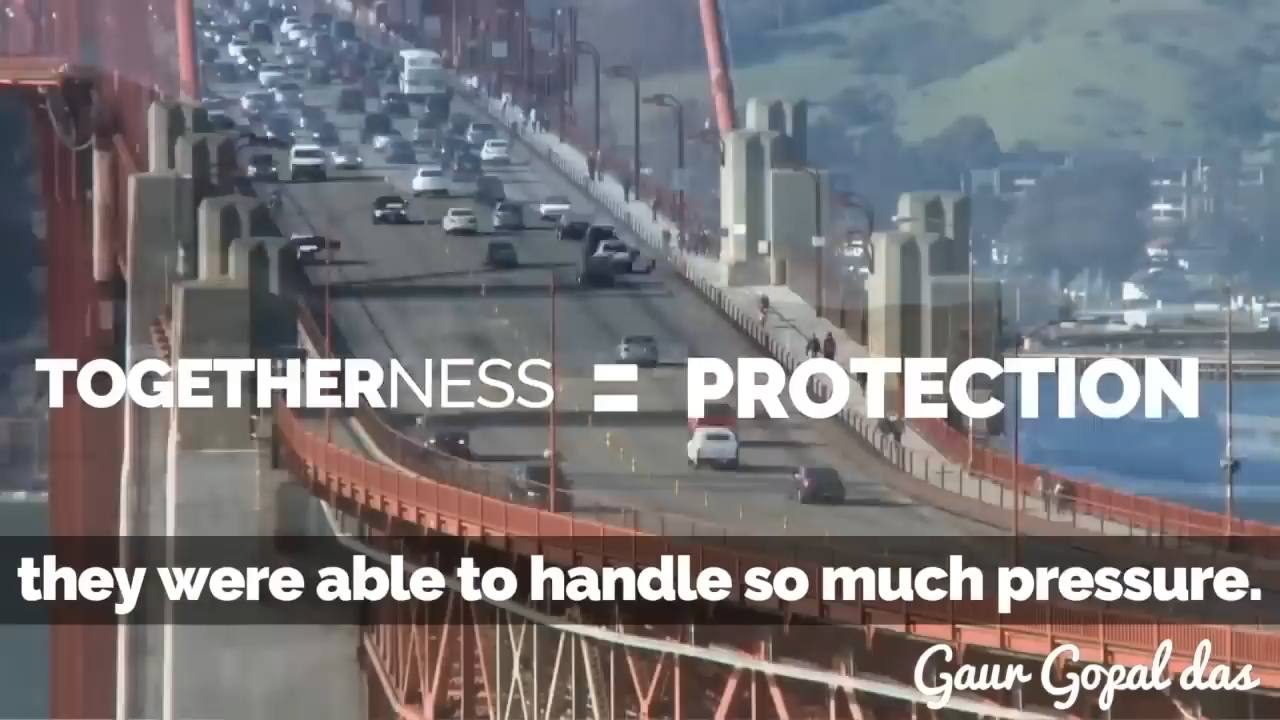 TOGETHERNESS = PROTECTION
they were able to handle so much pressure.
Gaur Gopal das